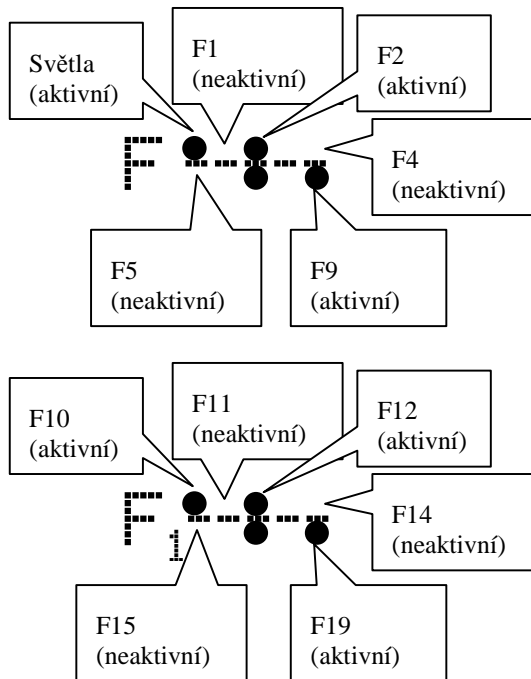 Světla
(aktivní)
F1
(neaktivní)
F2
(aktivní)
F
F4
(neaktivní)
F5
(neaktivní)
F9
(aktivní)
F10
(aktivní)
F11
(neaktivní)
F12
(aktivní)
F
1
F14
(neaktivní)
F15
(neaktivní)
F19
(aktivní)